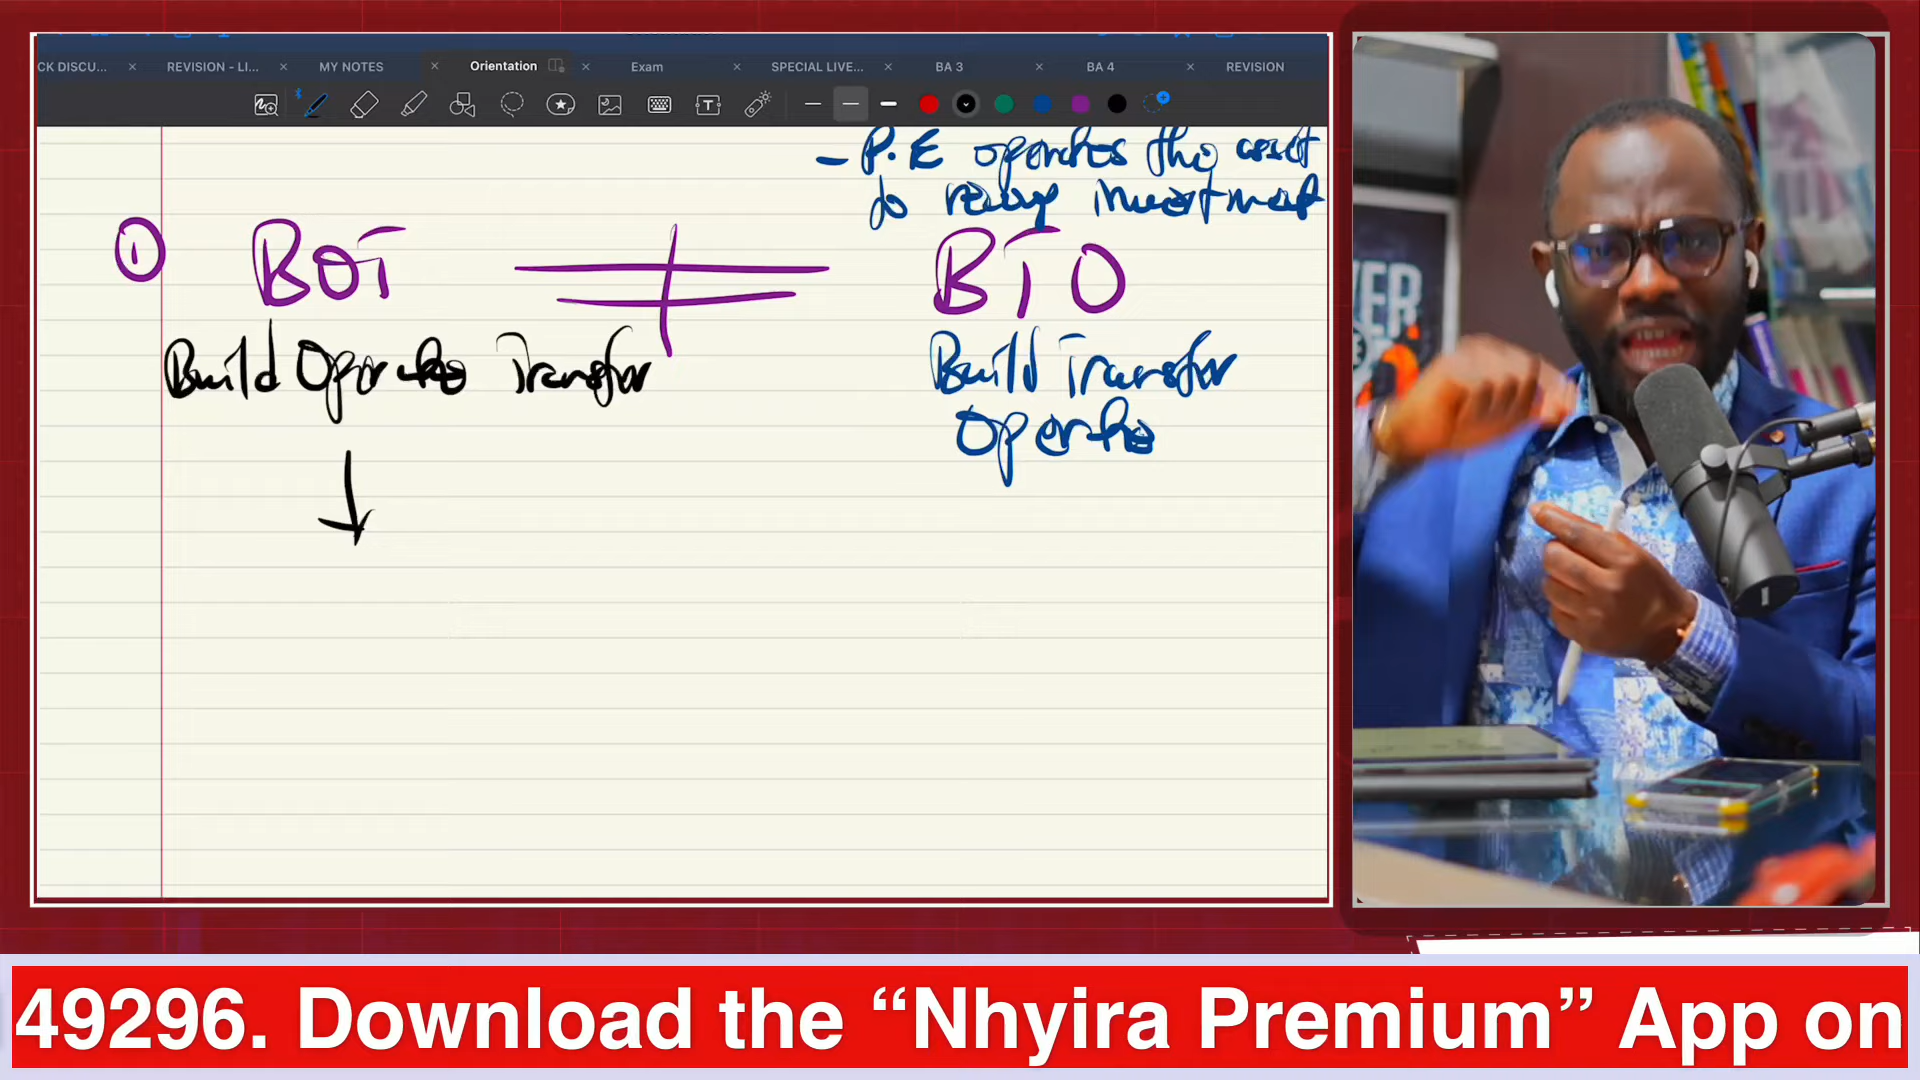 CK DISCU... × REVISION - LI... × MY NOTES × Orientation × Exam × SPECIAL LIVE... × BA 3 × BA 4 × REVISION
- P.E operates the asset
to recoup investment
1 BOT ≠ BTO
Build Operate Transfer
Build Transfer
Operate
49296. Download the “Nhyira Premium” App on